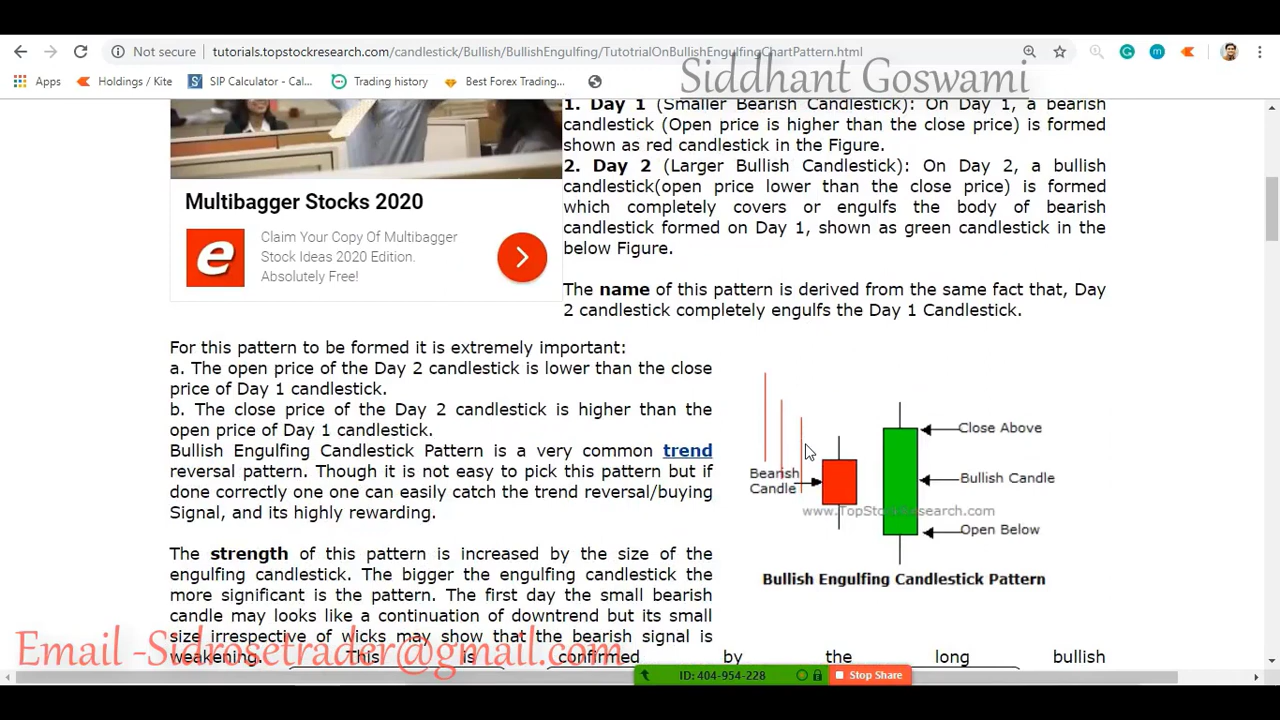 Not secure
tutorials.topstockresearch.com/candlestick/Bullish/BullishEngulfing/TutotrialOnBullishEngulfingChartPattern.html
Apps
Holdings / Kite
SIP Calculator - Cal...
Trading history
Best Forex Trading...
Siddhant Goswami
1. Day 1 (Smaller Bearish Candlestick): On Day 1, a bearish
candlestick (Open price is higher than the close price) is formed
shown as red candlestick in the Figure.
2. Day 2 (Larger Bullish Candlestick): On Day 2, a bullish
candlestick(open price lower than the close price) is formed
which completely covers or engulfs the body of bearish
candlestick formed on Day 1, shown as green candlestick in the
below Figure.
Multibagger Stocks 2020
e
Claim Your Copy Of Multibagger
Stock Ideas 2020 Edition.
Absolutely Free!
The name of this pattern is derived from the same fact that, Day
2 candlestick completely engulfs the Day 1 Candlestick.
For this pattern to be formed it is extremely important:
a. The open price of the Day 2 candlestick is lower than the close
price of Day 1 candlestick.
b. The close price of the Day 2 candlestick is higher than the
open price of Day 1 candlestick.
Bullish Engulfing Candlestick Pattern is a very common trend
reversal pattern. Though it is not easy to pick this pattern but if
done correctly one one can easily catch the trend reversal/buying
Signal, and its highly rewarding.
Close Above
Bearish
Candle
Bullish Candle
www.TopStockResearch.com
Open Below
Bullish Engulfing Candlestick Pattern
The strength of this pattern is increased by the size of the
engulfing candlestick. The bigger the engulfing candlestick the
more significant is the pattern. The first day the small bearish
candle may looks like a continuation of downtrend but its small
size irrespective of wicks may show that the bearish signal is
weakening. This is confirmed by the long bullish
Email -Sidrosetrader@gmail.com
ID: 404-954-228
Stop Share